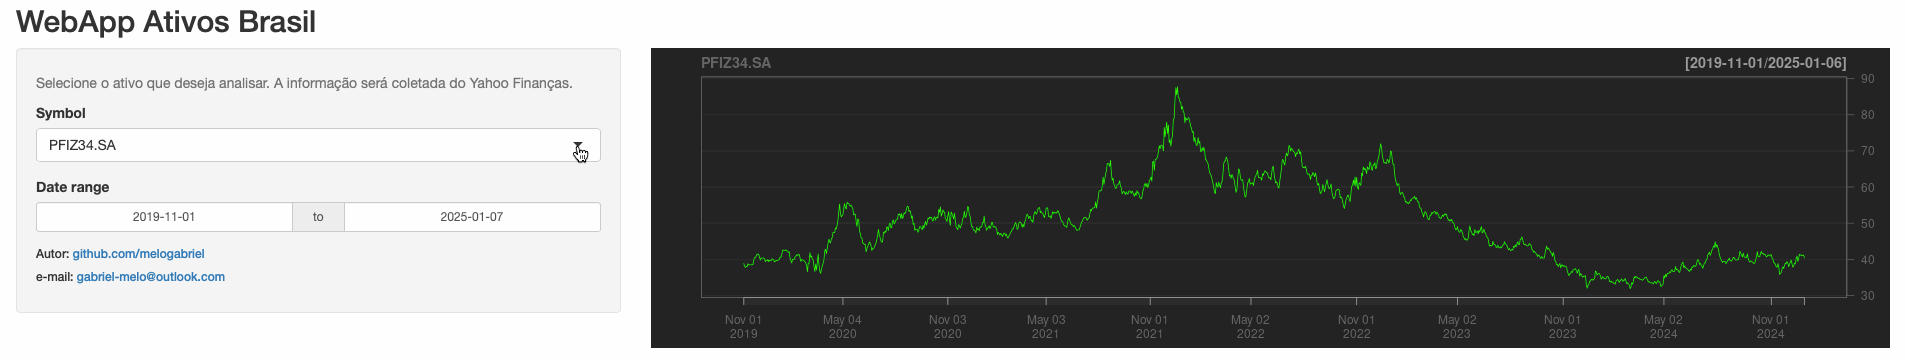 WebApp Ativos Brasil
Selecione o ativo que deseja analisar. A informação será coletada do Yahoo Finanças.
Symbol
PFIZ34.SA
Date range
2019-11-01 to 2025-01-07
Autor: github.com/melogabriel
e-mail: gabriel-melo@outlook.com
PFIZ34.SA [2019-11-01/2025-01-06]
90
80
70
60
50
40
30
Nov 01 May 04 Nov 03 May 03 Nov 01 May 02 Nov 01 May 02 Nov 01 May 02 Nov 01
2019 2020 2020 2021 2021 2022 2022 2023 2023 2024 2024